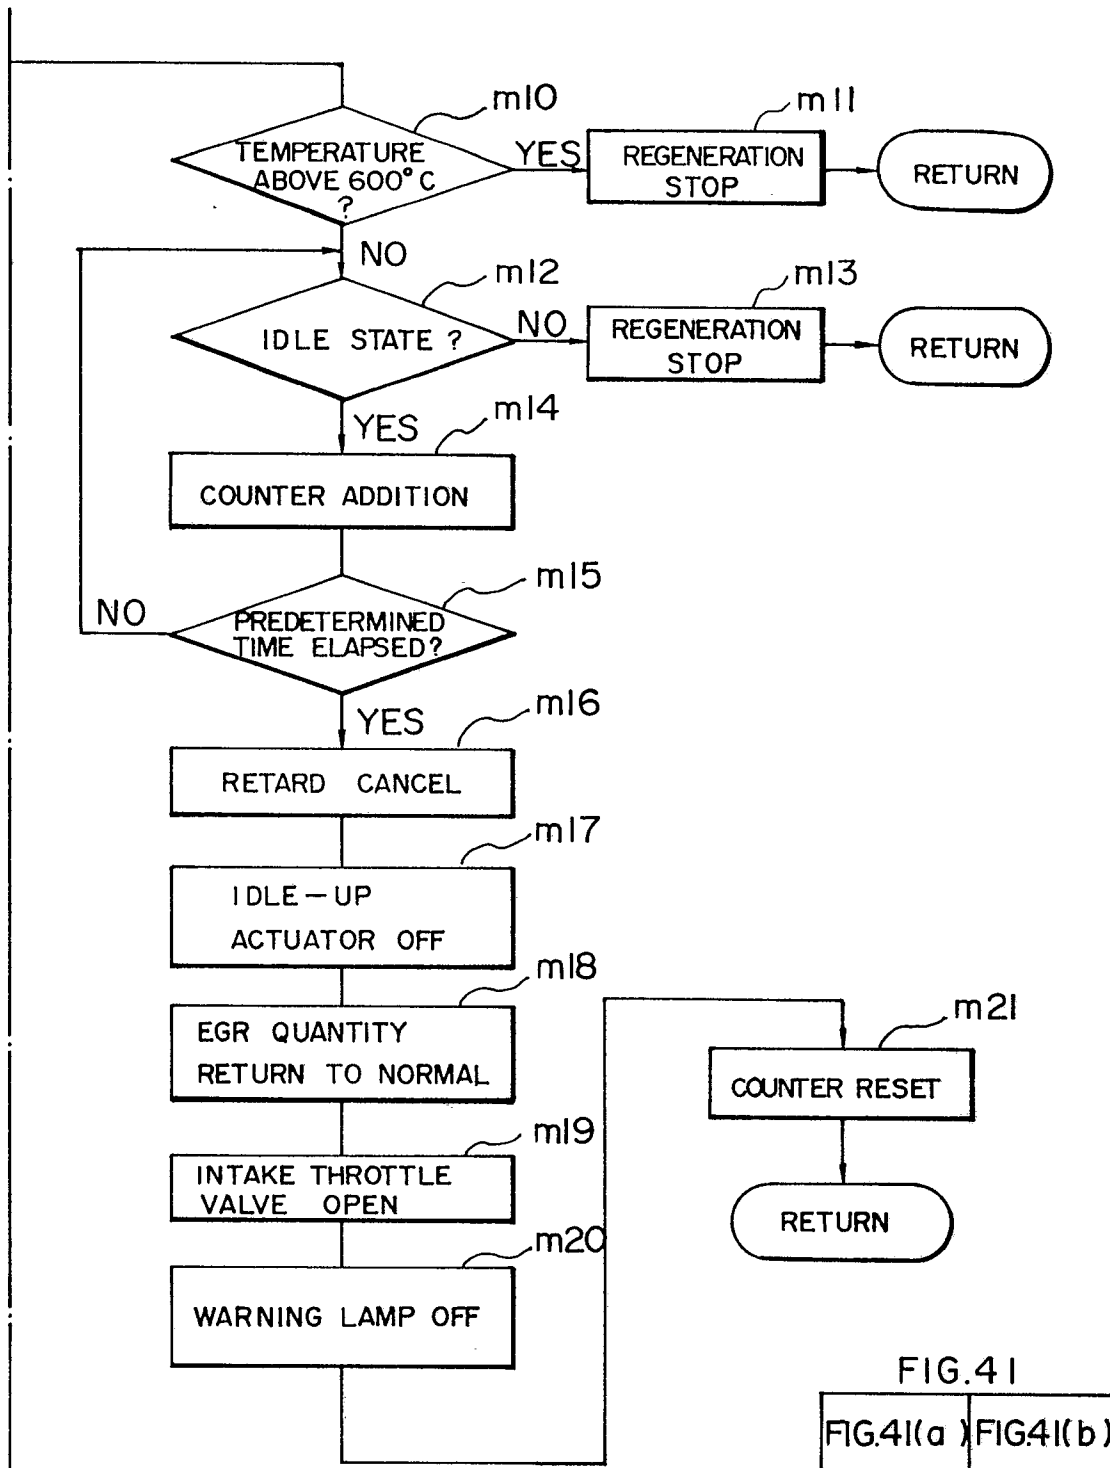 m10
TEMPERATURE
ABOVE 600°C
?
YES
m11
REGENERATION
STOP
RETURN
NO
m12
IDLE STATE ?
NO
m13
REGENERATION
STOP
RETURN
YES
m14
COUNTER ADDITION
m15
PREDETERMINED
TIME ELAPSED?
NO
YES
m16
RETARD CANCEL
m17
IDLE-UP
ACTUATOR OFF
m18
EGR QUANTITY
RETURN TO NORMAL
m19
INTAKE THROTTLE
VALVE OPEN
m20
WARNING LAMP OFF
m21
COUNTER RESET
RETURN
FIG.41
FIG.41(a) FIG.41(b)